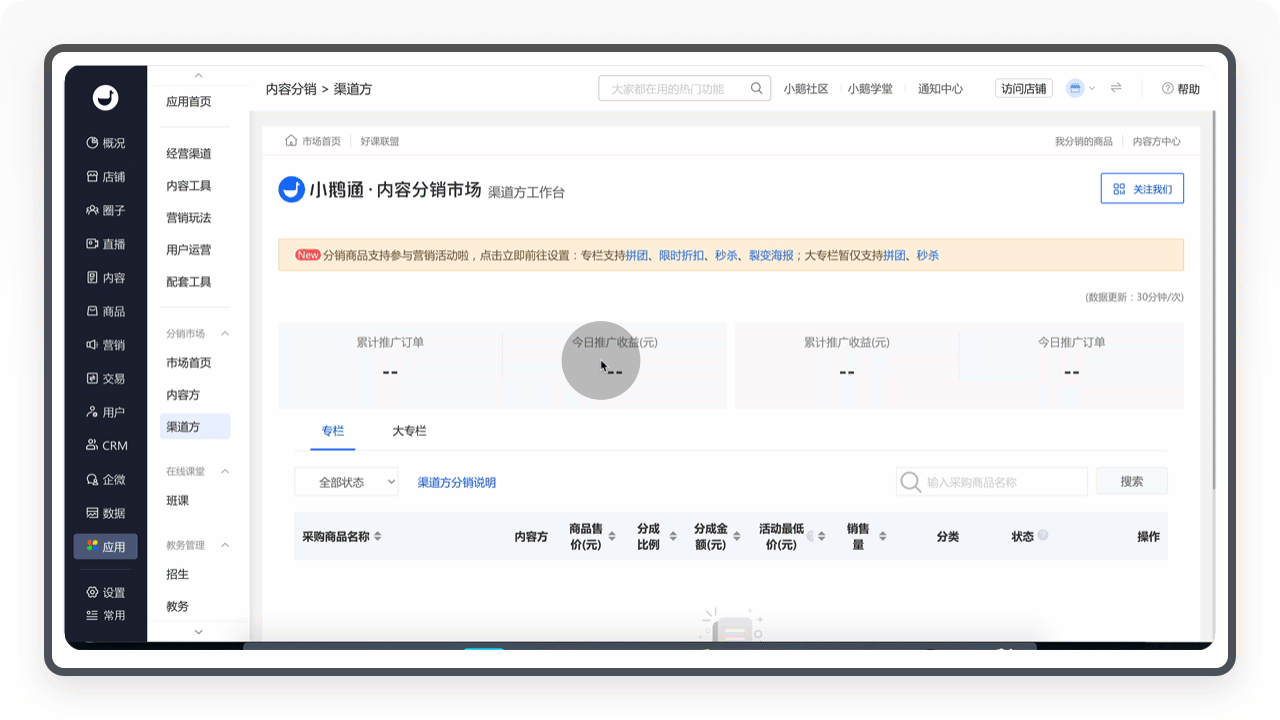 内容分销 > 渠道方
大家都在用的热门功能
小鹅社区
小鹅学堂
通知中心
访问店铺
帮助
概况
店铺
圈子
直播
内容
商品
营销
交易
用户
CRM
企微
数据
应用
设置
常用
应用首页
经营渠道
内容工具
营销玩法
用户运营
配套工具
分销市场
市场首页
内容方
渠道方
在线课堂
班课
教务管理
招生
教务
市场首页
好课联盟
我分销的商品
内容方中心
小鹅通·内容分销市场 渠道方工作台
关注我们
New 分销商品支持参与营销活动啦，点击立即前往设置：专栏支持拼团、限时折扣、秒杀、裂变海报；大专栏暂仅支持拼团、秒杀
(数据更新：30分钟/次)
累计推广订单
--
今日推广收益(元)
--
累计推广收益(元)
--
今日推广订单
--
专栏
大专栏
全部状态
渠道方分销说明
输入采购商品名称
搜索
采购商品名称
内容方
商品售
价(元)
分成
比例
分成金
额(元)
活动最低
价(元)
销售
量
分类
状态
操作